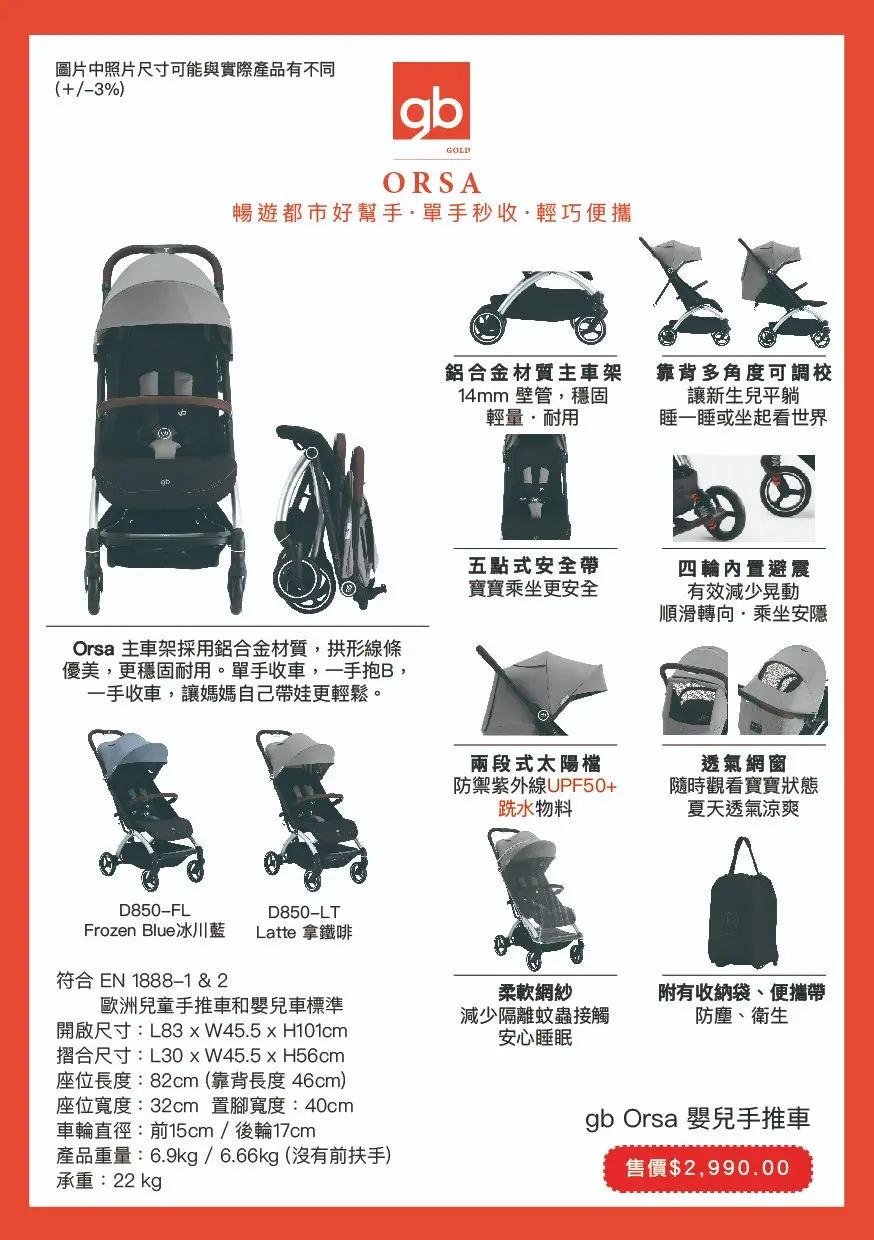 圖片中照片尺寸可能與實際產品有不同
(+/-3%)
gb
GOLD
ORSA
暢遊都市好幫手·單手秒收·輕巧便攜
鋁合金材質主車架
14mm 壁管，穩固
輕量·耐用
靠背多角度可調校
讓新生兒平躺
睡一睡或坐起看世界
五點式安全帶
寶寶乘坐更安全
四輪內置避震
有效減少晃動
順滑轉向·乘坐安隱
Orsa 主車架採用鋁合金材質，拱形線條
優美，更穩固耐用。單手收車，一手抱B，
一手收車，讓媽媽自己帶娃更輕鬆。
兩段式太陽檔
防禦紫外線UPF50+
跣水物料
透氣網窗
隨時觀看寶寶狀態
夏天透氣涼爽
D850-FL
Frozen Blue冰川藍
D850-LT
Latte 拿鐵啡
柔軟網紗
減少隔離蚊蟲接觸
安心睡眠
附有收納袋、便攜帶
防塵、衛生
符合 EN 1888-1 & 2
歐洲兒童手推車和嬰兒車標準
開啟尺寸：L83 x W45.5 x H101cm
摺合尺寸：L30 x W45.5 x H56cm
座位長度：82cm (靠背長度 46cm)
座位寬度：32cm 置腳寬度：40cm
車輪直徑：前15cm / 後輪17cm
產品重量：6.9kg / 6.66kg (沒有前扶手)
承重：22 kg
gb Orsa 嬰兒手推車
售價$2,990.00